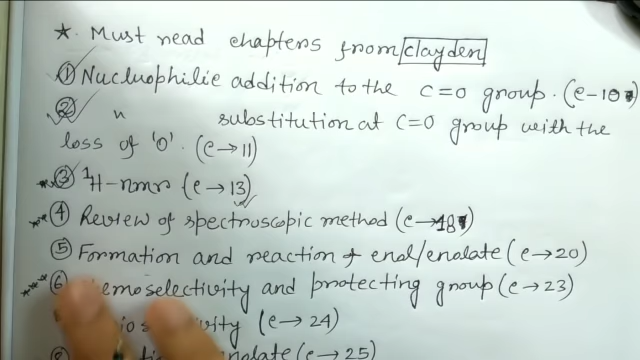 * Must read chapters from clayden
① Nucluophilic addition to the C=O group. (e-10)
② " substitution at C=O group with the
loss of 'O'. (e→11)
③ ¹H-nmr (e→13)
④ Review of spectroscopic method (e→18)
⑤ Formation and reaction of enol/enolate (e→20)
⑥ hemoselectivity and protecting group (e→23)
(e→24)
enolate (e→25)